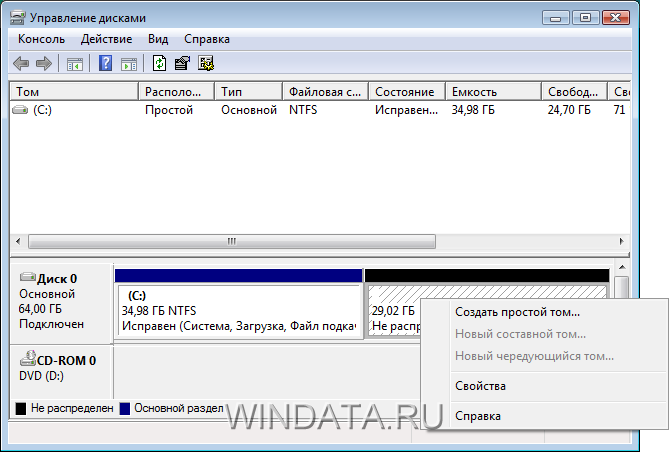 Управление дисками
Консоль Действие Вид Справка
Том Располо... Тип Файловая с... Состояние Емкость Свобод... Сво
(C:) Простой Основной NTFS Исправен... 34,98 ГБ 24,70 ГБ 71
Диск 0
Основной
64,00 ГБ
Подключен
(C:)
34,98 ГБ NTFS
Исправен (Система, Загрузка, Файл подкач
29,02 ГБ
Не распр
Создать простой том...
Новый составной том...
Новый чередующийся том...
Свойства
Справка
CD-ROM 0
DVD (D:)
Не распределен Основной раздел
WINDATA.RU